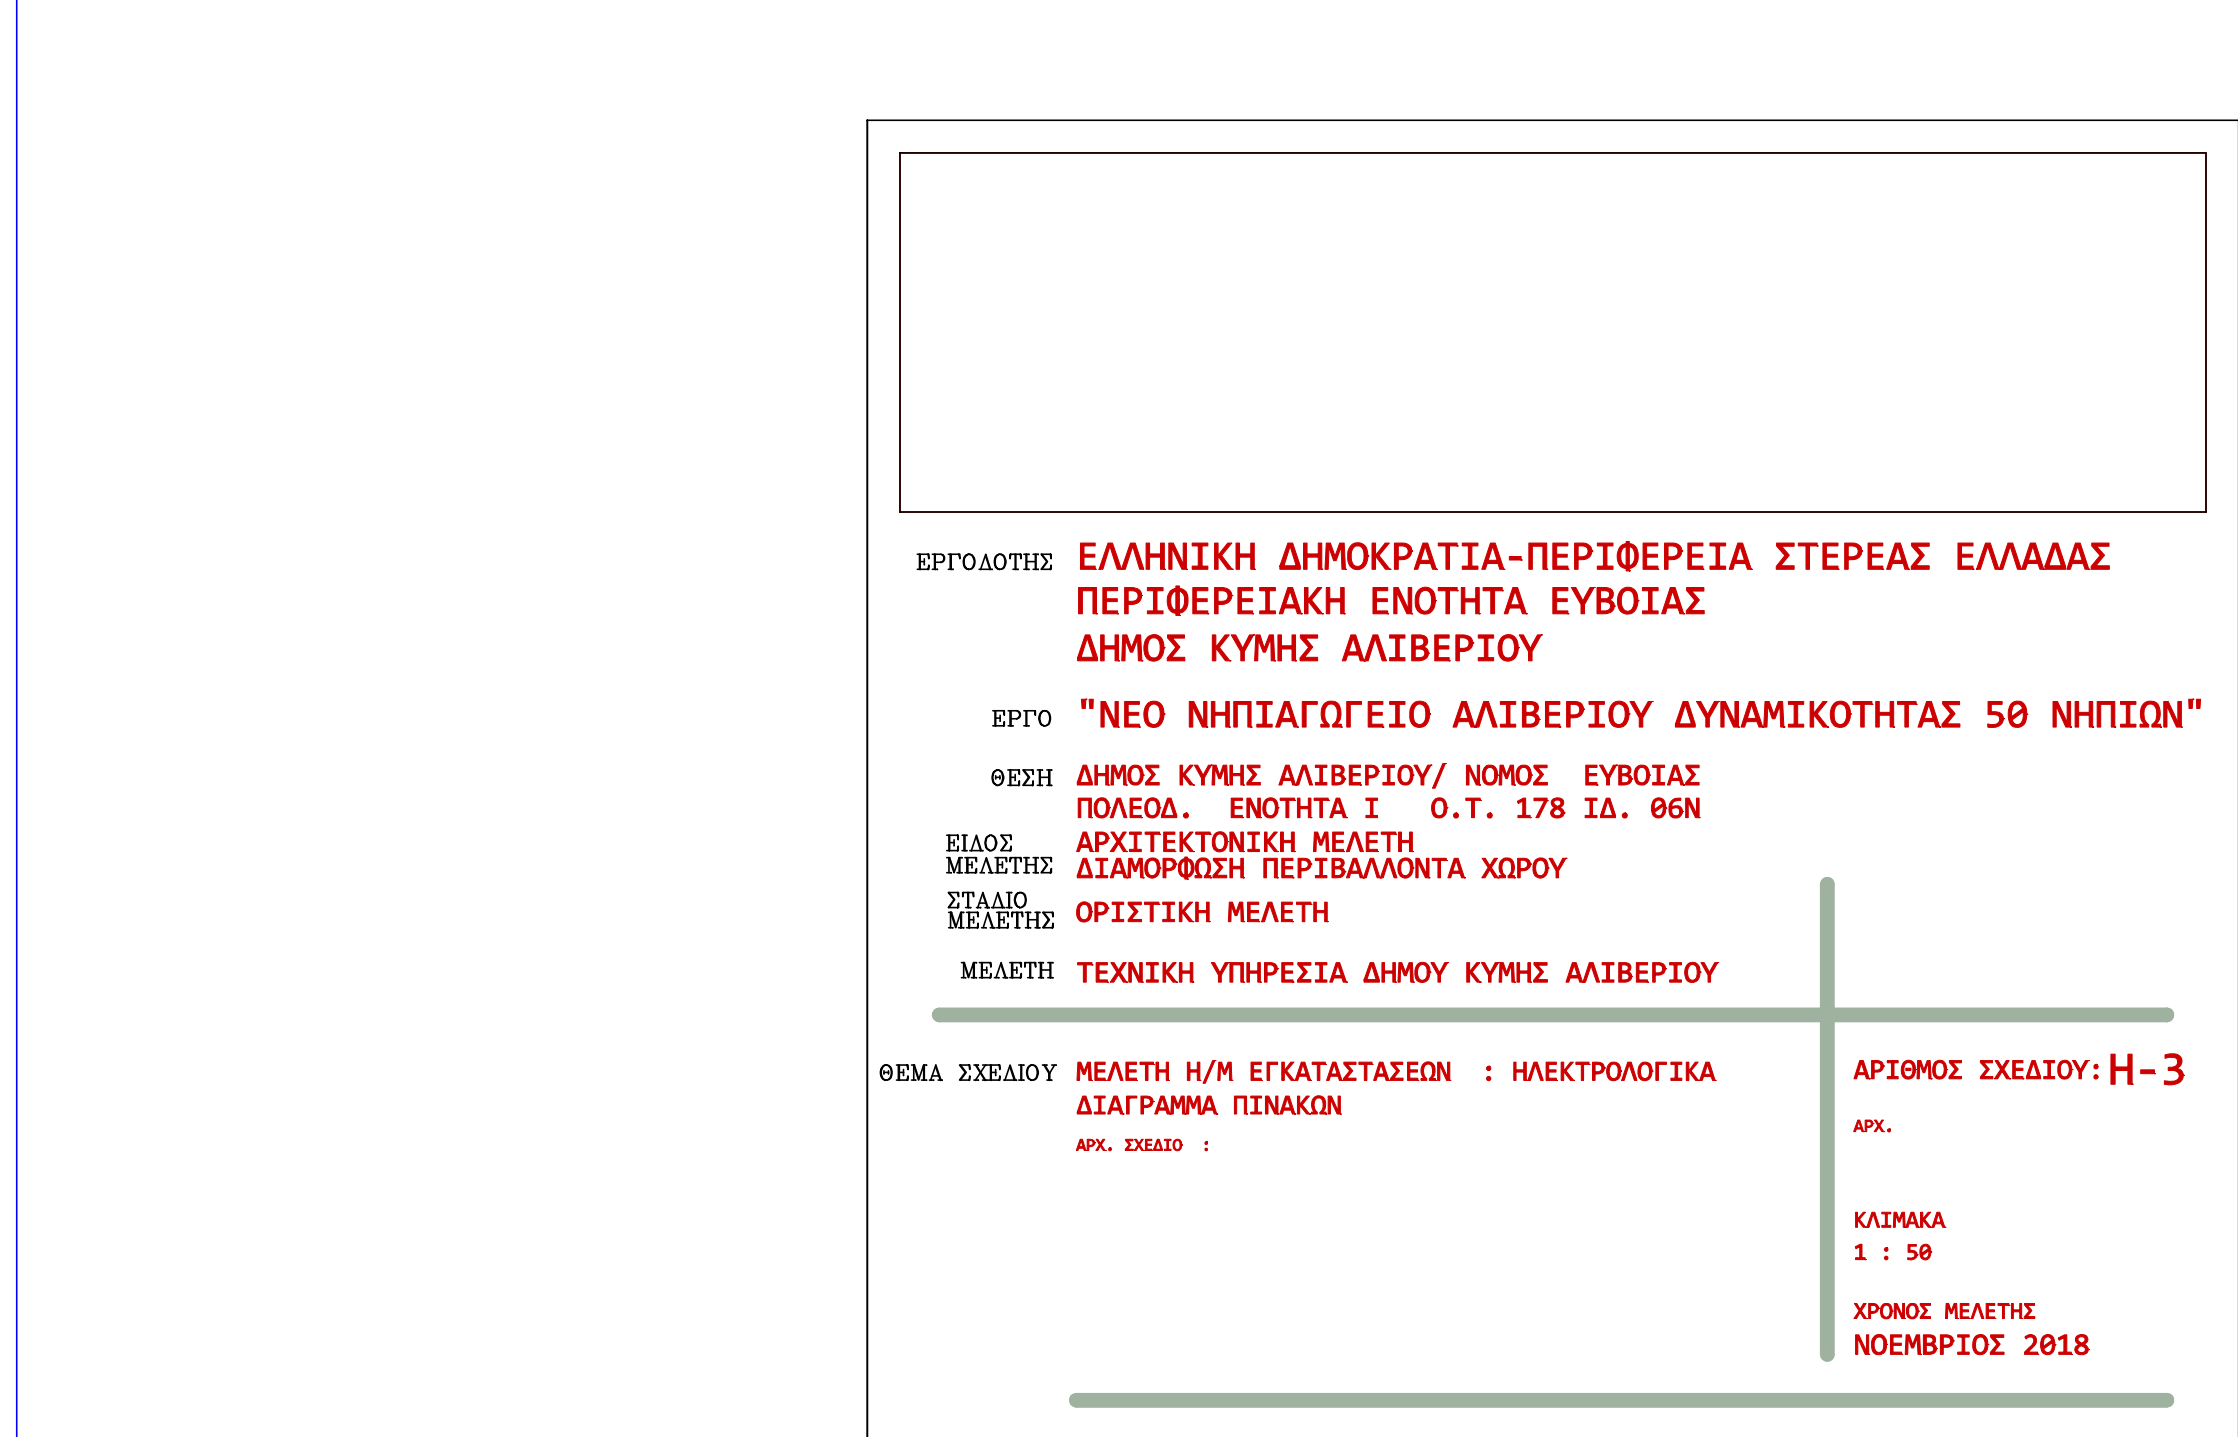 ΕΡΓΟΔΟΤΗΣ ΕΛΛΗΝΙΚΗ ΔΗΜΟΚΡΑΤΙΑ-ΠΕΡΙΦΕΡΕΙΑ ΣΤΕΡΕΑΣ ΕΛΛΑΔΑΣ
ΠΕΡΙΦΕΡΕΙΑΚΗ ΕΝΟΤΗΤΑ ΕΥΒΟΙΑΣ
ΔΗΜΟΣ ΚΥΜΗΣ ΑΛΙΒΕΡΙΟΥ
ΕΡΓΟ "ΝΕΟ ΝΗΠΙΑΓΩΓΕΙΟ ΑΛΙΒΕΡΙΟΥ ΔΥΝΑΜΙΚΟΤΗΤΑΣ 50 ΝΗΠΙΩΝ"
ΘΕΣΗ ΔΗΜΟΣ ΚΥΜΗΣ ΑΛΙΒΕΡΙΟΥ/ ΝΟΜΟΣ ΕΥΒΟΙΑΣ
ΠΟΛΕΟΔ. ΕΝΟΤΗΤΑ Ι Ο.Τ. 178 ΙΔ. 06Ν
ΕΙΔΟΣ ΑΡΧΙΤΕΚΤΟΝΙΚΗ ΜΕΛΕΤΗ
ΜΕΛΕΤΗΣ ΔΙΑΜΟΡΦΩΣΗ ΠΕΡΙΒΑΛΛΟΝΤΑ ΧΩΡΟΥ
ΣΤΑΔΙΟ
ΜΕΛΕΤΗΣ ΟΡΙΣΤΙΚΗ ΜΕΛΕΤΗ
ΜΕΛΕΤΗ ΤΕΧΝΙΚΗ ΥΠΗΡΕΣΙΑ ΔΗΜΟΥ ΚΥΜΗΣ ΑΛΙΒΕΡΙΟΥ
ΘΕΜΑ ΣΧΕΔΙΟΥ ΜΕΛΕΤΗ Η/Μ ΕΓΚΑΤΑΣΤΑΣΕΩΝ : ΗΛΕΚΤΡΟΛΟΓΙΚΑ
ΔΙΑΓΡΑΜΜΑ ΠΙΝΑΚΩΝ
ΑΡΧ. ΣΧΕΔΙΟ :
ΑΡΙΘΜΟΣ ΣΧΕΔΙΟΥ: Η-3
ΑΡΧ.
ΚΛΙΜΑΚΑ
1 : 50
ΧΡΟΝΟΣ ΜΕΛΕΤΗΣ
ΝΟΕΜΒΡΙΟΣ 2018